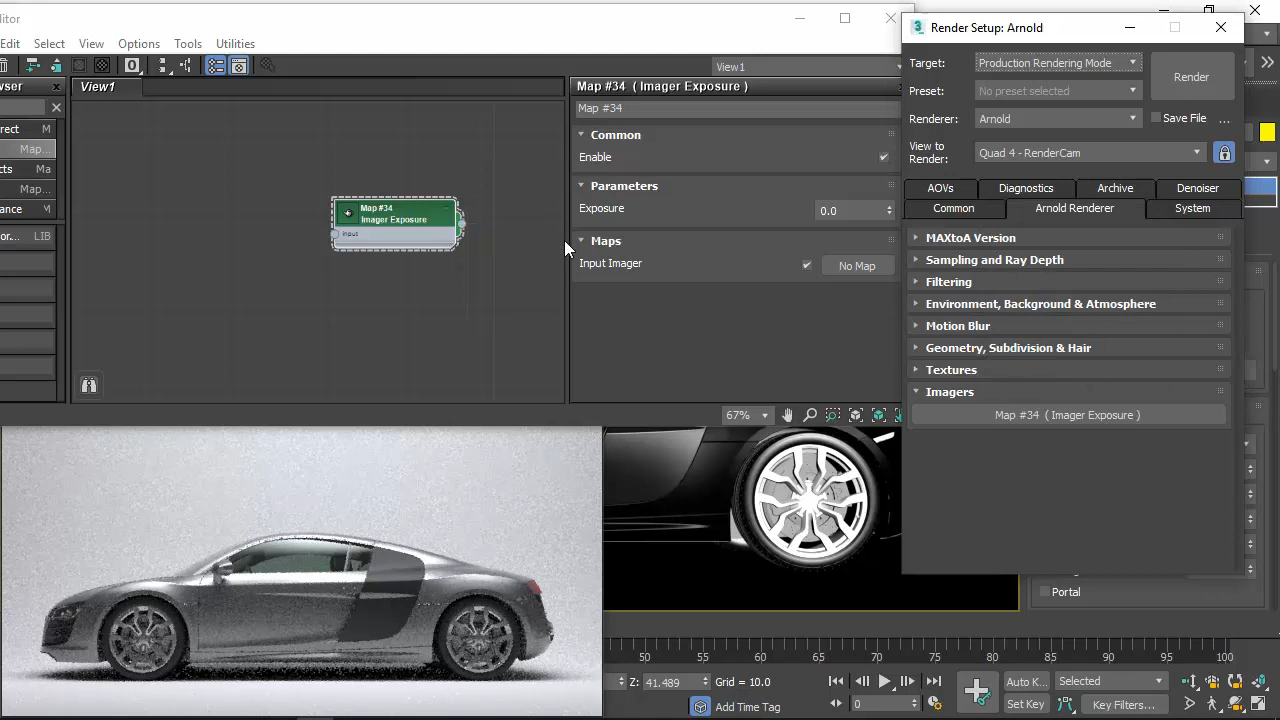 itor
Edit Select View Options Tools Utilities
0
View1
wser
View1
Map #34 ( Imager Exposure )
Map #34
rect M
Map...
cts Ma
Map...
ance M
or... LIB
Map #34
Imager Exposure
input
Common
Enable
Parameters
Exposure 0.0
Maps
Input Imager No Map
67%
3
Render Setup: Arnold
Target: Production Rendering Mode
Render
Preset: No preset selected
Renderer: Arnold Save File ...
View to
Render: Quad 4 - RenderCam
AOVs Diagnostics Archive Denoiser
Common Arnold Renderer System
MAXtoA Version
Sampling and Ray Depth
Filtering
Environment, Background & Atmosphere
Motion Blur
Geometry, Subdivision & Hair
Textures
Imagers
Map #34 ( Imager Exposure )
Portal
50 55 60 65 70 75 80 85 90 95 100
Z: 41.489 Grid = 10.0
Auto K... Selected
Add Time Tag
0
Set Key Key Filters...